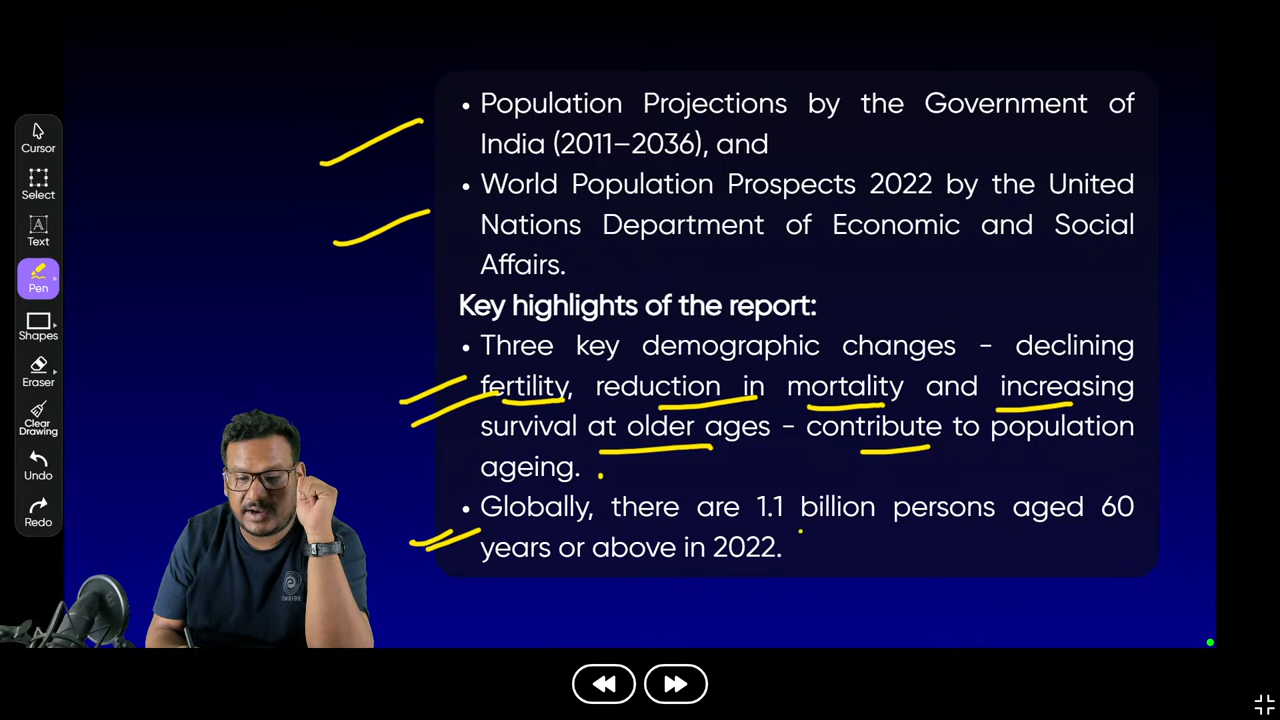 Cursor
Select
Text
Pen
Shapes
Eraser
Clear
Drawing
Undo
Redo
• Population Projections by the Government of
India (2011–2036), and
• World Population Prospects 2022 by the United
Nations Department of Economic and Social
Affairs.
Key highlights of the report:
• Three key demographic changes - declining
fertility, reduction in mortality and increasing
survival at older ages - contribute to population
ageing.
• Globally, there are 1.1 billion persons aged 60
years or above in 2022.